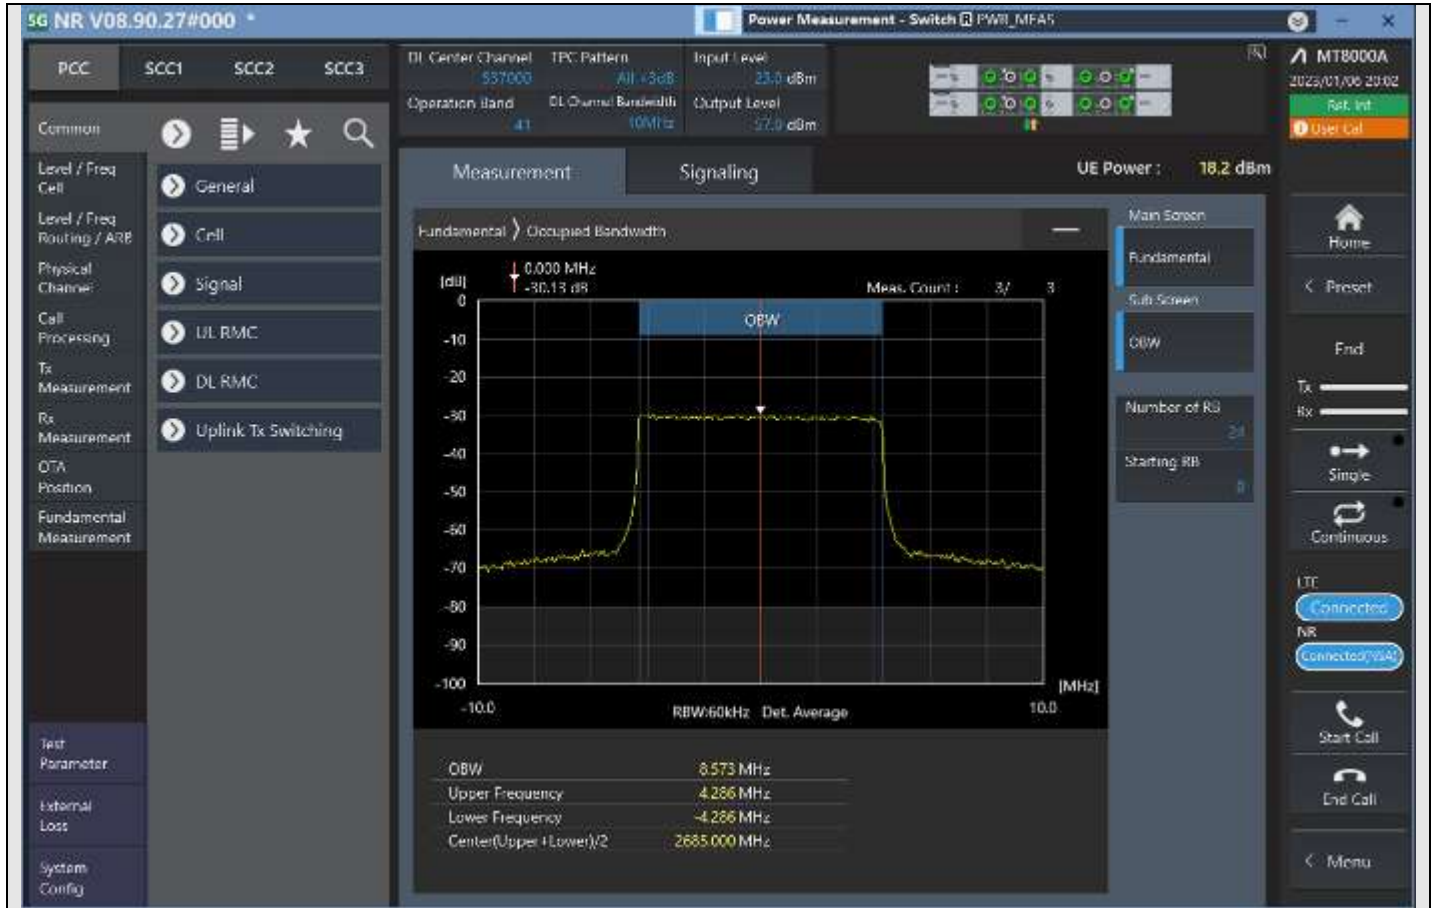 5G NR V08.90.27#000 *
Power Measurement - Switch R PWR_MEAS
PCC SCC1 SCC2 SCC3
DL Center Channel TPC Pattern Input Level
537000 All +3dB 23.0 dBm
Operation Band DL Channel Bandwidth Output Level
41 10MHz 57.0 dBm
MT8000A
2023/01/06 20:02
Ref. Int
User Cal
Common
Level / Freq
Cell
Level / Freq
Routing / ARB
Physical
Channel
Call
Processing
Tx
Measurement
Rx
Measurement
OTA
Position
Fundamental
Measurement
Test
Parameter
External
Loss
System
Config
General
Cell
Signal
UL RMC
DL RMC
Uplink Tx Switching
Measurement Signaling
UE Power : 18.2 dBm
Fundamental > Occupied Bandwidth
[dB]
0.000 MHz
-30.13 dB
Meas. Count : 3/ 3
OBW
0
-10
-20
-30
-40
-50
-60
-70
-80
-90
-100
-10.0 RBW:60kHz Det. Average 10.0
[MHz]
OBW 8.573 MHz
Upper Frequency 4.286 MHz
Lower Frequency -4.286 MHz
Center(Upper+Lower)/2 2685.000 MHz
Main Screen
Fundamental
Sub Screen
OBW
Number of RB
24
Starting RB
0
Home
< Preset
End
Tx
Rx
Single
Continuous
LTE
Connected
NR
Connected(NSA)
Start Call
End Call
< Menu